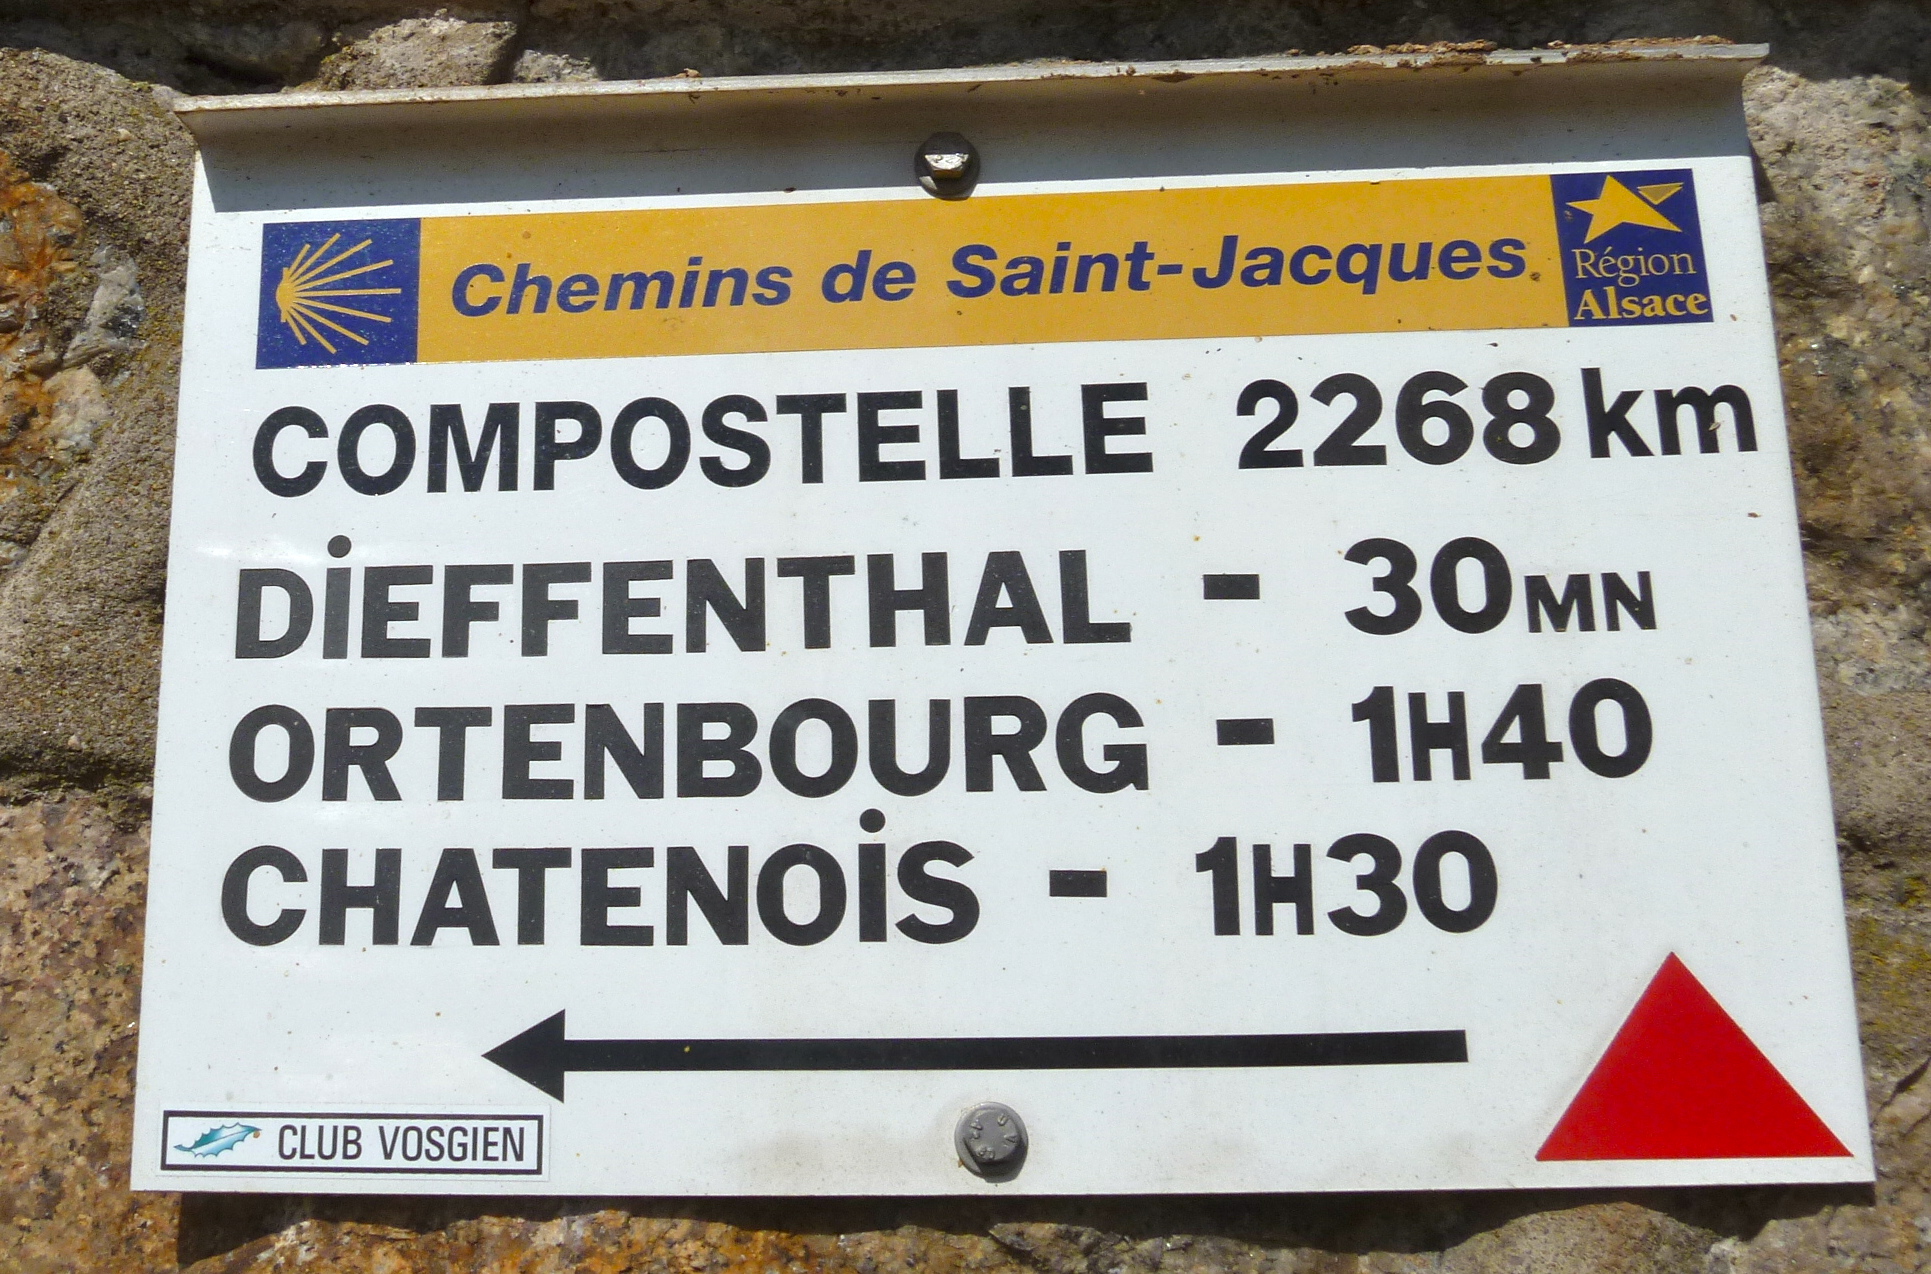 Chemins de Saint-Jacques
Région
Alsace
COMPOSTELLE 2268 km
DiEFFENTHAL - 30MN
ORTENBOURG - 1H40
CHATENOiS - 1H30
CLUB VOSGIEN